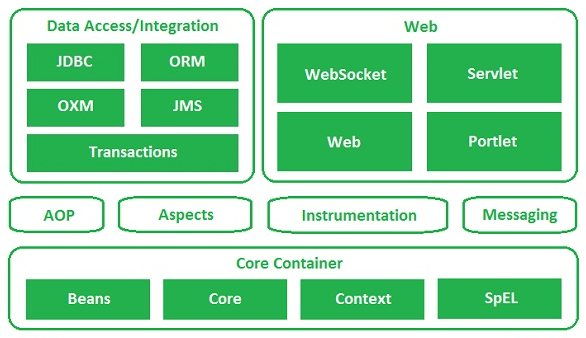 Data Access/Integration
JDBC
ORM
OXM
JMS
Transactions
Web
WebSocket
Servlet
Web
Portlet
AOP
Aspects
Instrumentation
Messaging
Core Container
Beans
Core
Context
SpEL